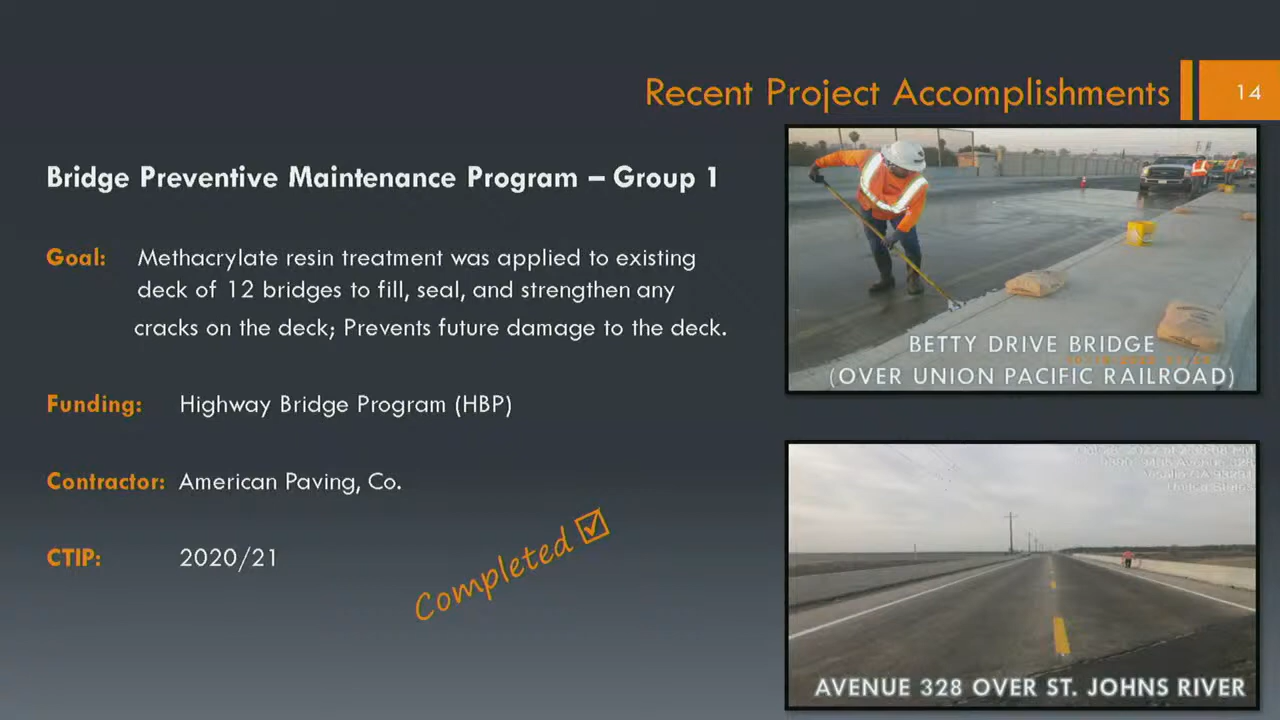 Recent Project Accomplishments
14
Bridge Preventive Maintenance Program – Group 1
Goal: Methacrylate resin treatment was applied to existing
deck of 12 bridges to fill, seal, and strengthen any
cracks on the deck; Prevents future damage to the deck.
Funding: Highway Bridge Program (HBP)
Contractor: American Paving, Co.
CTIP: 2020/21
Completed ☑
BETTY DRIVE BRIDGE
(OVER UNION PACIFIC RAILROAD)
United States
AVENUE 328 OVER ST. JOHNS RIVER